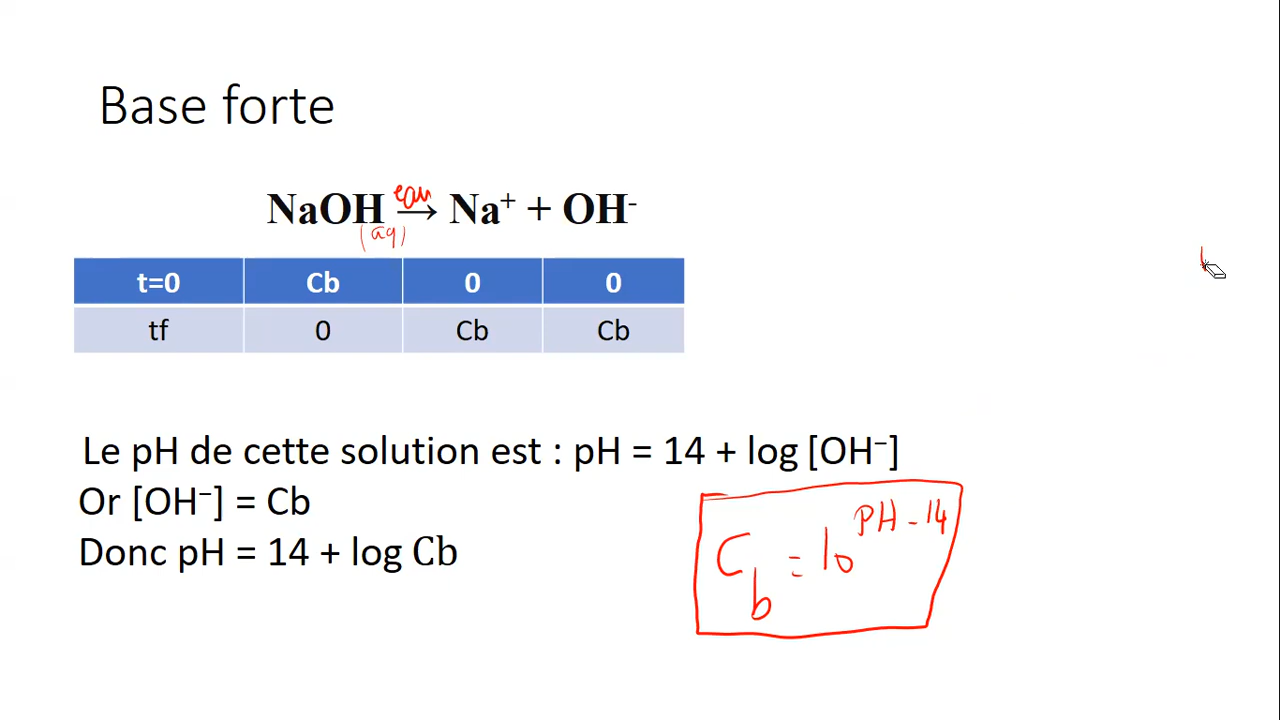 Base forte
eau
NaOH → Na⁺ + OH⁻
(aq)
t=0 Cb 0 0
tf 0 Cb Cb
Le pH de cette solution est : pH = 14 + log [OH⁻]
Or [OH⁻] = Cb
Donc pH = 14 + log Cb
C_b = 10^(PH - 14)